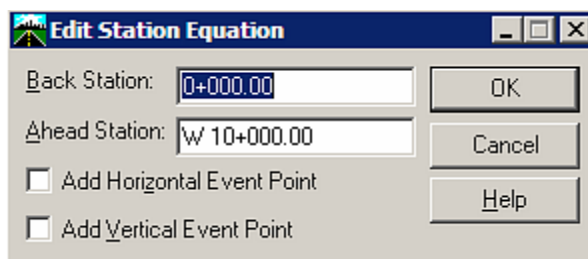 Edit Station Equation
Back Station: 0+000.00 OK
Ahead Station: W 10+000.00 Cancel
Add Horizontal Event Point Help
Add Vertical Event Point